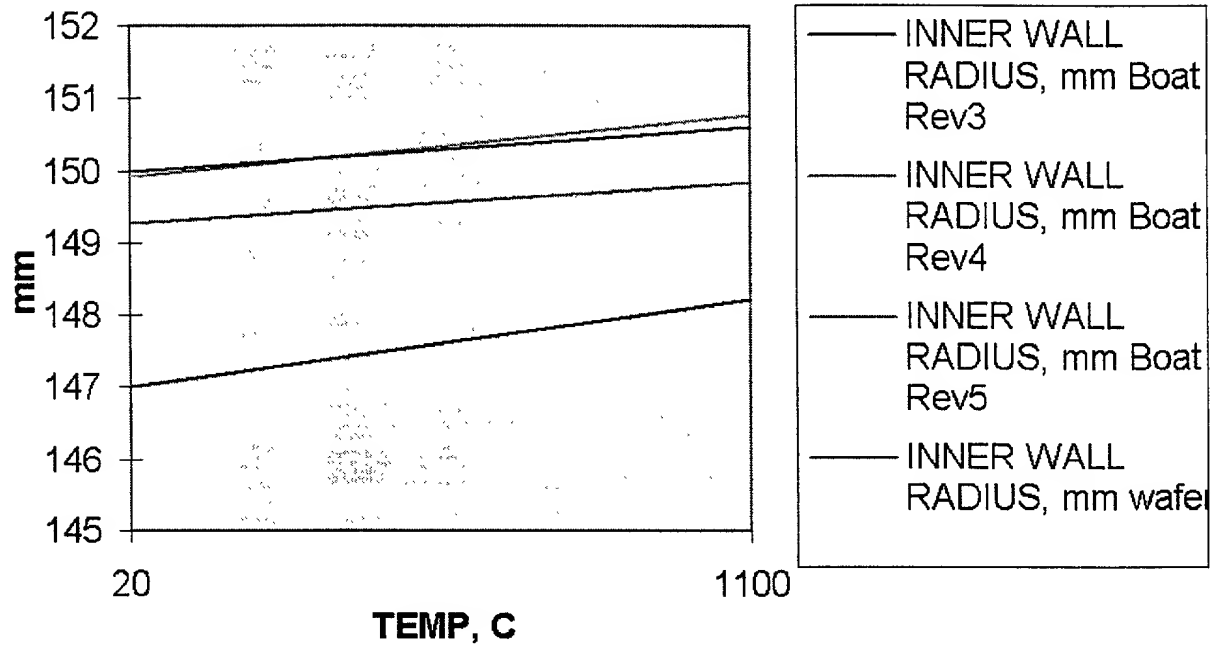 152
151
150
149
148
147
146
145
mm
20
1100
TEMP, C
INNER WALL
RADIUS, mm Boat
Rev3
INNER WALL
RADIUS, mm Boat
Rev4
INNER WALL
RADIUS, mm Boat
Rev5
INNER WALL
RADIUS, mm wafer